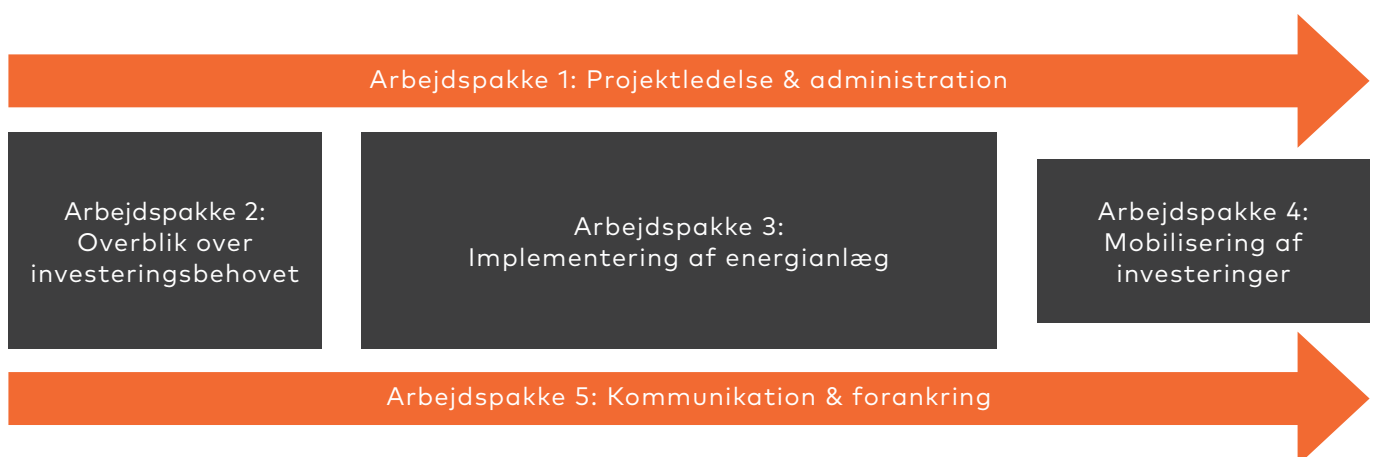 Arbejdspakke 1: Projektledelse & administration
Arbejdspakke 2:
Overblik over
investeringsbehovet
Arbejdspakke 3:
Implementering af energianlæg
Arbejdspakke 4:
Mobilisering af
investeringer
Arbejdspakke 5: Kommunikation & forankring